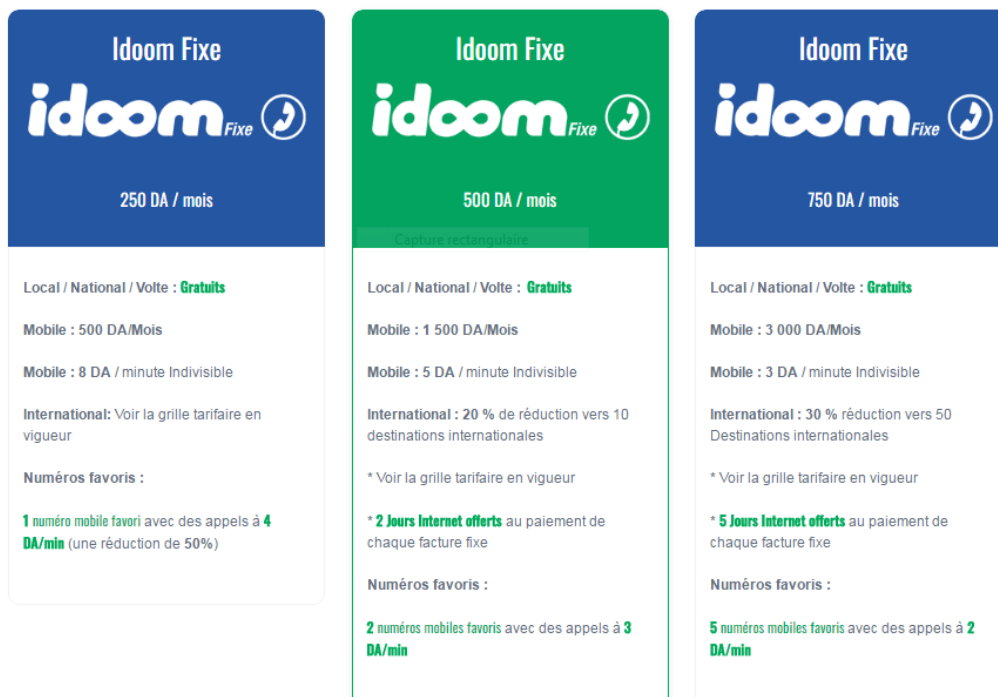 Idoom Fixe
idoom Fixe
250 DA / mois
Local / National / Volte : Gratuits
Mobile : 500 DA/Mois
Mobile : 8 DA / minute Indivisible
International: Voir la grille tarifaire en
vigueur
Numéros favoris :
1 numéro mobile favori avec des appels à 4
DA/min (une réduction de 50%)
Idoom Fixe
idoom Fixe
500 DA / mois
Capture rectangulaire
Local / National / Volte : Gratuits
Mobile : 1 500 DA/Mois
Mobile : 5 DA / minute Indivisible
International : 20 % de réduction vers 10
destinations internationales
* Voir la grille tarifaire en vigueur
* 2 Jours Internet offerts au paiement de
chaque facture fixe
Numéros favoris :
2 numéros mobiles favoris avec des appels à 3
DA/min
Idoom Fixe
idoom Fixe
750 DA / mois
Local / National / Volte : Gratuits
Mobile : 3 000 DA/Mois
Mobile : 3 DA / minute Indivisible
International : 30 % réduction vers 50
Destinations internationales
* Voir la grille tarifaire en vigueur
* 5 Jours Internet offerts au paiement de
chaque facture fixe
Numéros favoris :
5 numéros mobiles favoris avec des appels à 2
DA/min